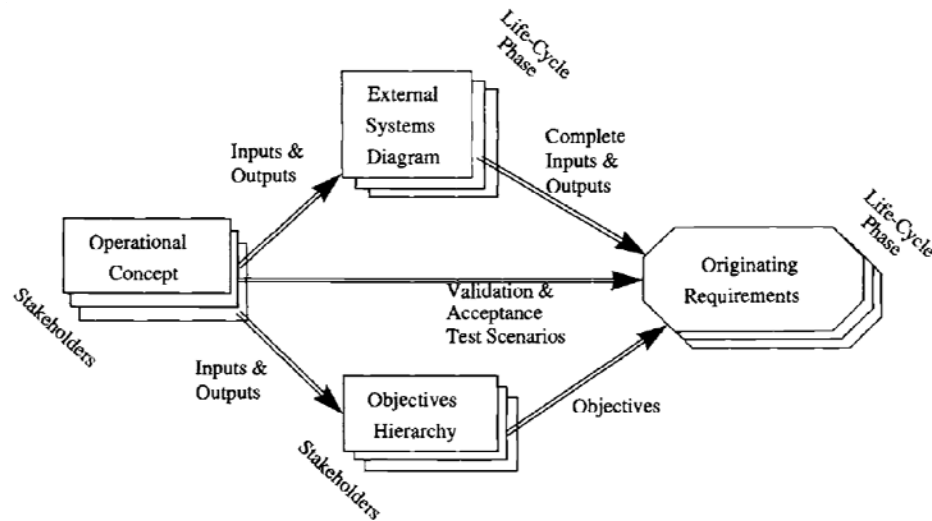 Life-Cycle
Phase
External
Systems
Diagram
Inputs &
Outputs
Complete
Inputs &
Outputs
Life-Cycle
Phase
Operational
Concept
Originating
Requirements
Stakeholders
Validation &
Acceptance
Test Scenarios
Inputs &
Outputs
Objectives
Hierarchy
Objectives
Stakeholders